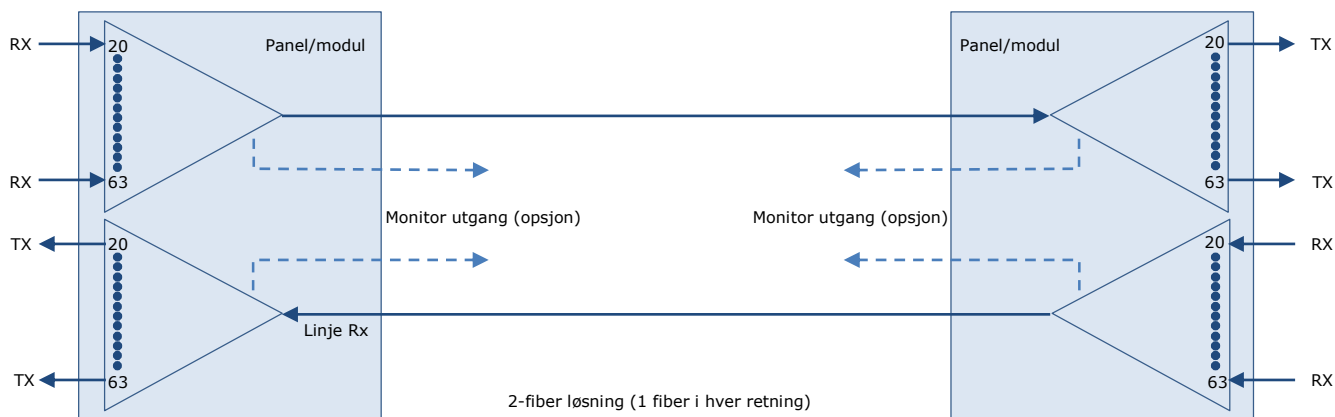 RX
20
Panel/modul
Panel/modul
20
TX
RX
63
63
TX
Monitor utgang (opsjon)
Monitor utgang (opsjon)
TX
20
20
RX
Linje Rx
TX
63
63
RX
2-fiber løsning (1 fiber i hver retning)